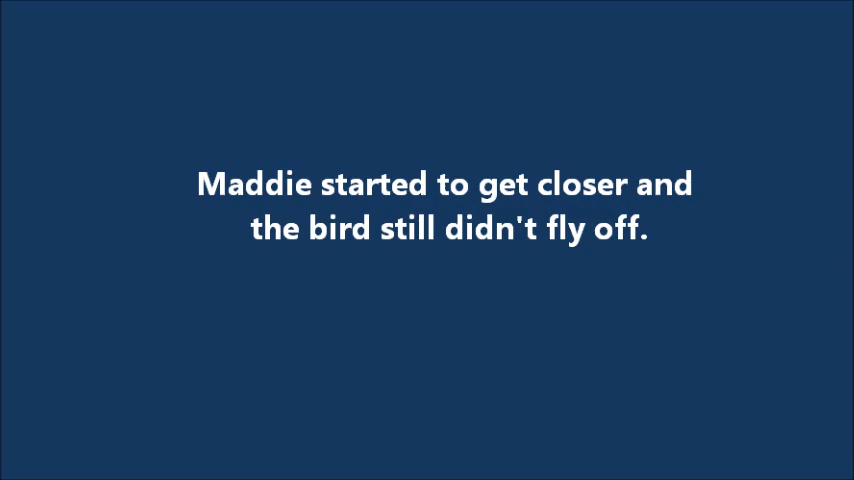 Maddie started to get closer and
the bird still didn't fly off.